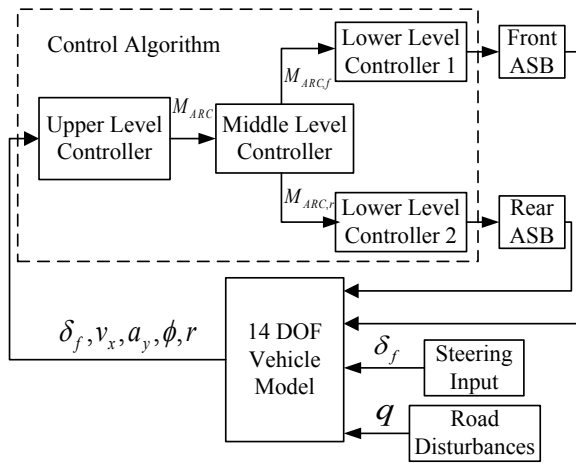 Control Algorithm
Lower Level
Controller 1
Front
ASB
M_{ARC,f}
M_{ARC}
Upper Level
Controller
Middle Level
Controller
M_{ARC,r}
Lower Level
Controller 2
Rear
ASB
δ_f, v_x, a_y, ϕ, r
14 DOF
Vehicle
Model
δ_f
Steering
Input
q
Road
Disturbances